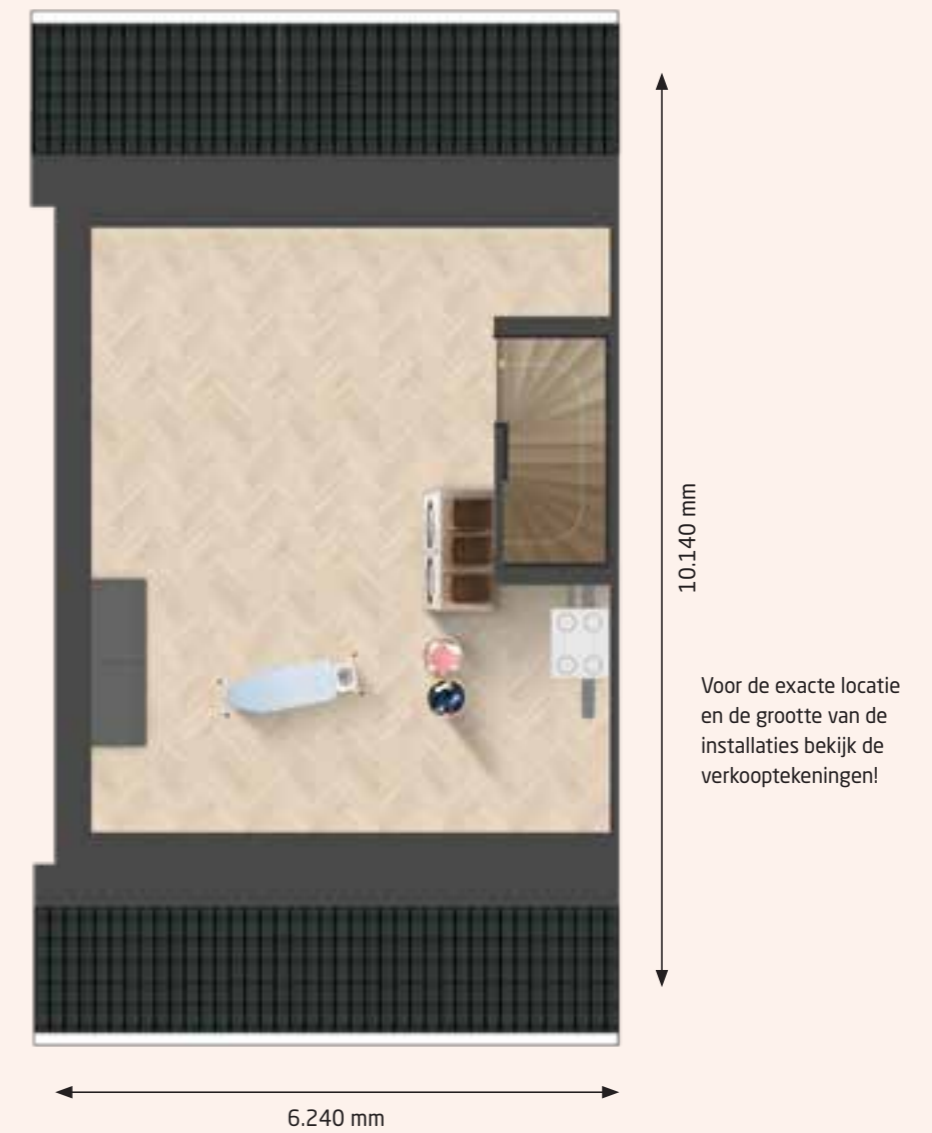 10.140 mm
Voor de exacte locatie
en de grootte van de
installaties bekijk de
verkooptekeningen!
6.240 mm